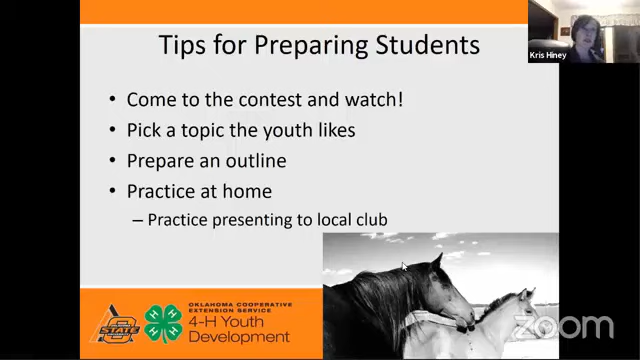 Kris Hiney
Tips for Preparing Students
• Come to the contest and watch!
• Pick a topic the youth likes
• Prepare an outline
• Practice at home
– Practice presenting to local club
STATE
H H H H
OKLAHOMA COOPERATIVE
EXTENSION SERVICE
4-H Youth
Development
zoom